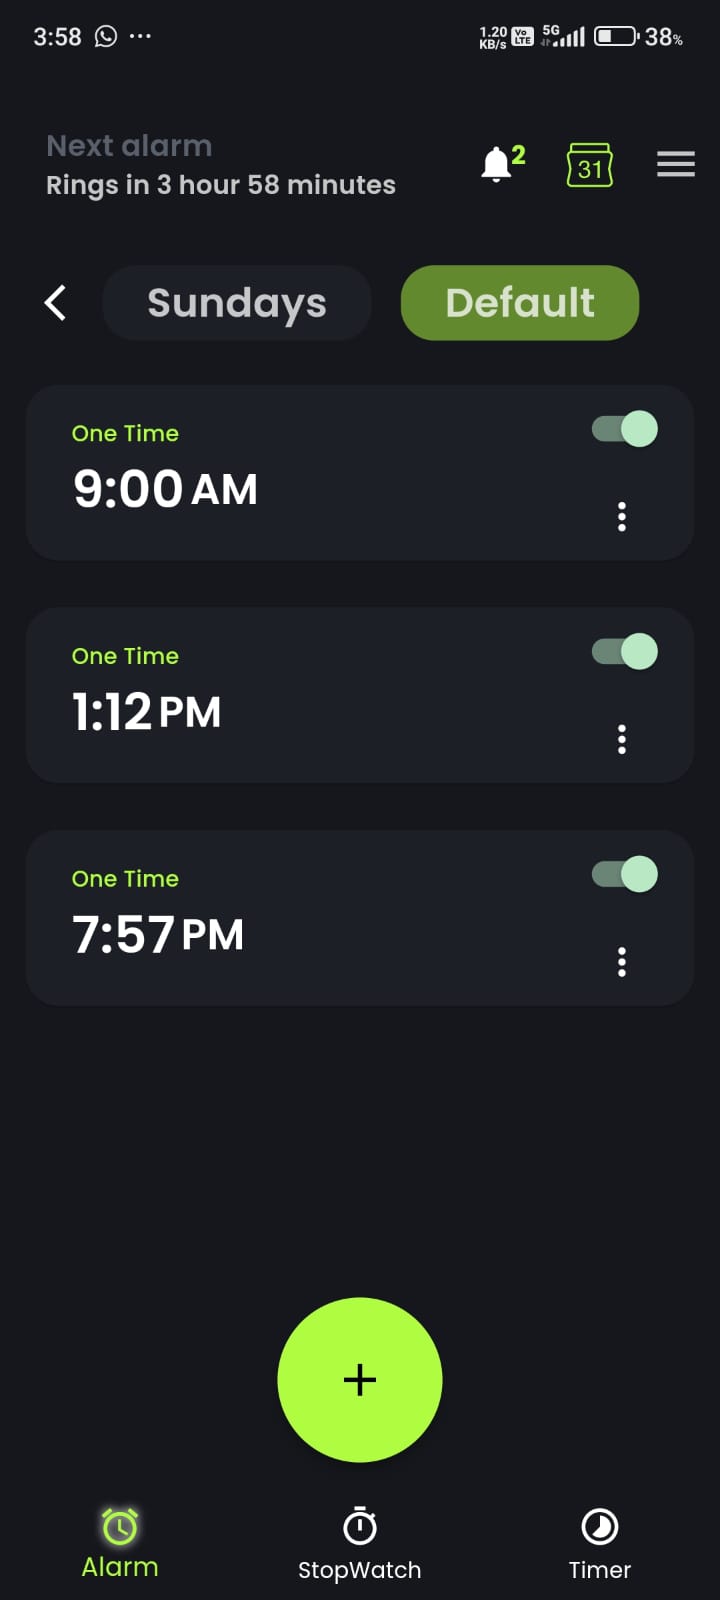 3:58 ... 1.20 KB/s Vo LTE 5G 38%
Next alarm
Rings in 3 hour 58 minutes
2
31
Sundays Default
One Time
9:00 AM
One Time
1:12 PM
One Time
7:57 PM
+
Alarm StopWatch Timer